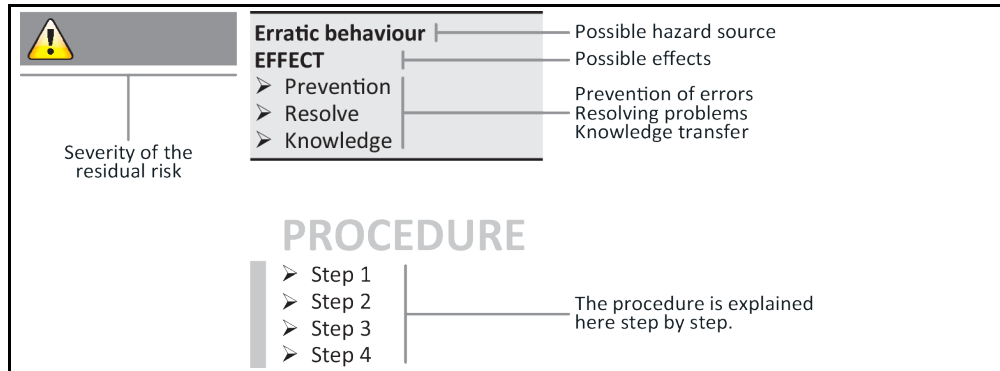 Erratic behaviour
Possible hazard source
EFFECT
Possible effects
➢ Prevention
➢ Resolve
➢ Knowledge
Prevention of errors
Resolving problems
Knowledge transfer
Severity of the
residual risk
PROCEDURE
➢ Step 1
➢ Step 2
➢ Step 3
➢ Step 4
The procedure is explained
here step by step.